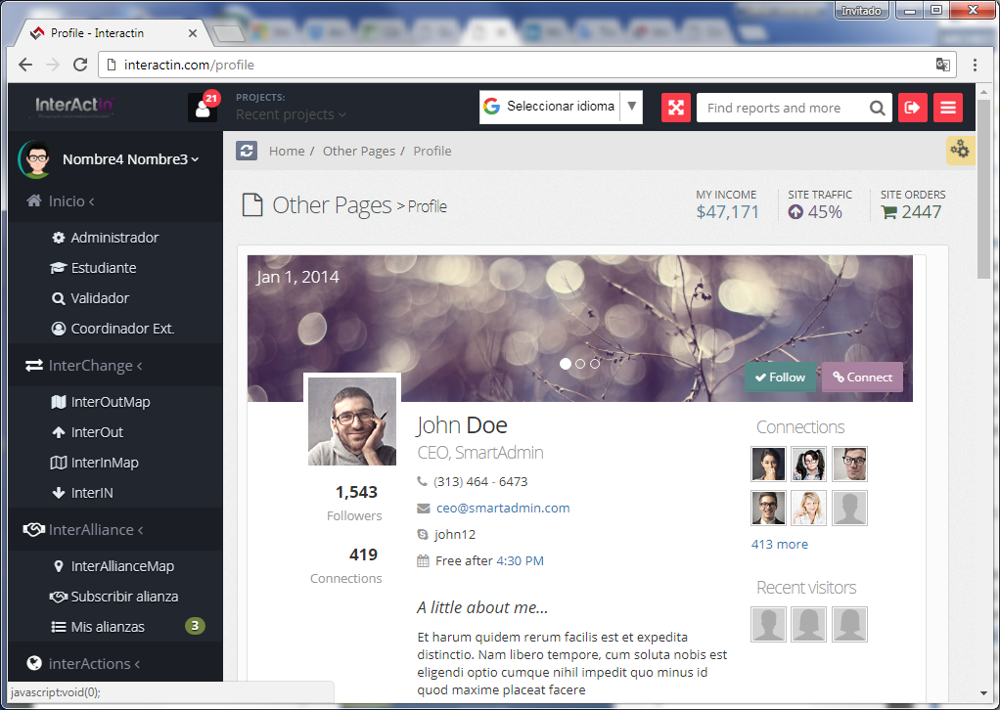 Invitado
Profile - Interactin
interactin.com/profile
InterActin
21
PROJECTS:
Recent projects
Seleccionar idioma
Find reports and more
Nombre4 Nombre3
Home / Other Pages / Profile
Inicio
Administrador
Estudiante
Validador
Coordinador Ext.
InterChange
InterOutMap
InterOut
InterInMap
InterIN
InterAlliance
InterAllianceMap
Subscribir alianza
Mis alianzas 3
interActions
Other Pages > Profile
MY INCOME
$47,171
SITE TRAFFIC
45%
SITE ORDERS
2447
Jan 1, 2014
Follow
Connect
1,543
Followers
419
Connections
John Doe
CEO, SmartAdmin
(313) 464 - 6473
ceo@smartadmin.com
john12
Free after 4:30 PM
A little about me...
Et harum quidem rerum facilis est et expedita
distinctio. Nam libero tempore, cum soluta nobis est
eligendi optio cumque nihil impedit quo minus id
quod maxime placeat facere
Connections
413 more
Recent visitors
javascript:void(0);